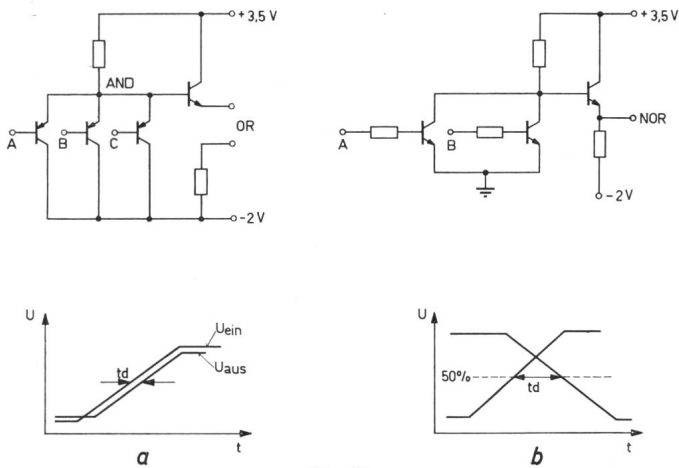 +3,5 V
AND
OR
A
B
C
-2 V
+3,5 V
A
B
NOR
-2 V
U
Uein
Uaus
td
t
a
U
50%
td
t
b